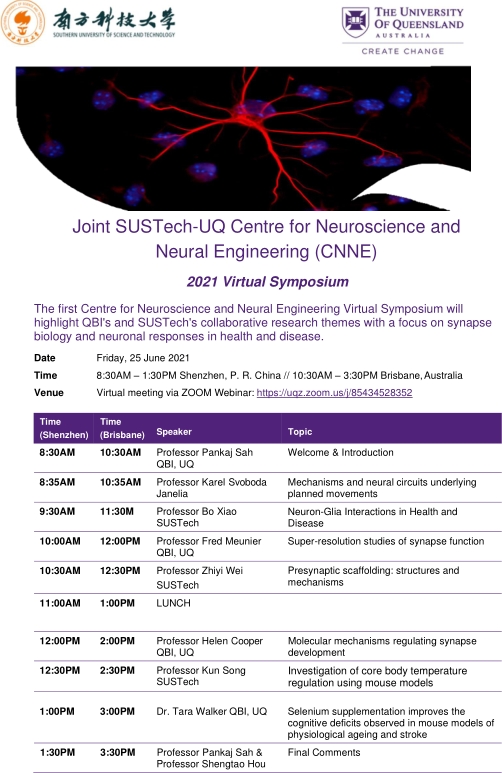 南方科技大学
SOUTHERN UNIVERSITY OF SCIENCE AND TECHNOLOGY
THE UNIVERSITY
OF QUEENSLAND
AUSTRALIA
CREATE CHANGE
Joint SUSTech-UQ Centre for Neuroscience and
Neural Engineering (CNNE)
2021 Virtual Symposium
The first Centre for Neuroscience and Neural Engineering Virtual Symposium will
highlight QBI's and SUSTech's collaborative research themes with a focus on synapse
biology and neuronal responses in health and disease.
Date Friday, 25 June 2021
Time 8:30AM – 1:30PM Shenzhen, P. R. China // 10:30AM – 3:30PM Brisbane, Australia
Venue Virtual meeting via ZOOM Webinar: https://uqz.zoom.us/j/85434528352
Time Time
(Shenzhen) (Brisbane) Speaker Topic
8:30AM 10:30AM Professor Pankaj Sah Welcome & Introduction
QBI, UQ
8:35AM 10:35AM Professor Karel Svoboda Mechanisms and neural circuits underlying
Janelia planned movements
9:30AM 11:30M Professor Bo Xiao Neuron-Glia Interactions in Health and
SUSTech Disease
10:00AM 12:00PM Professor Fred Meunier Super-resolution studies of synapse function
QBI, UQ
10:30AM 12:30PM Professor Zhiyi Wei Presynaptic scaffolding: structures and
SUSTech mechanisms
11:00AM 1:00PM LUNCH
12:00PM 2:00PM Professor Helen Cooper Molecular mechanisms regulating synapse
QBI, UQ development
12:30PM 2:30PM Professor Kun Song Investigation of core body temperature
SUSTech regulation using mouse models
1:00PM 3:00PM Dr. Tara Walker QBI, UQ Selenium supplementation improves the
cognitive deficits observed in mouse models of
physiological ageing and stroke
1:30PM 3:30PM Professor Pankaj Sah & Final Comments
Professor Shengtao Hou